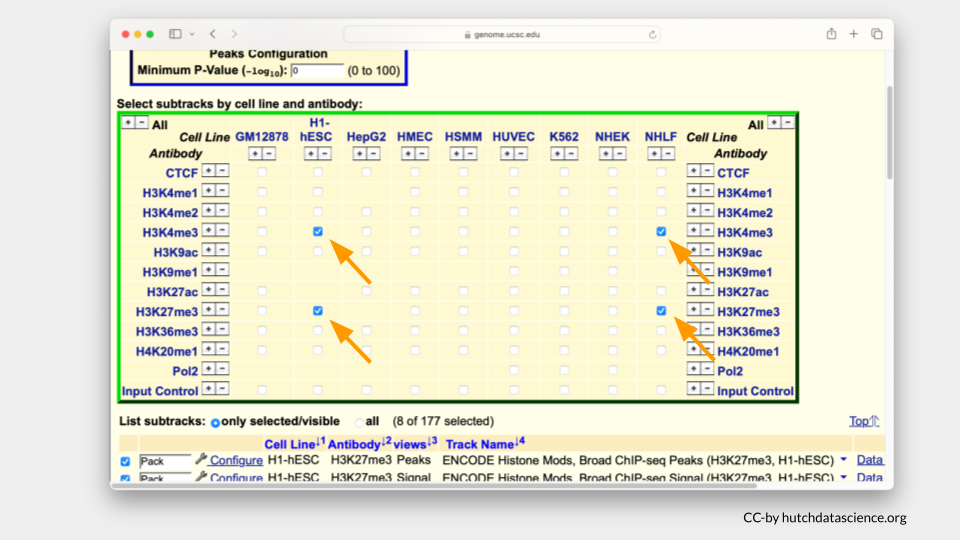 genome.ucsc.edu
Peaks Configuration
Minimum P-Value (-log10): 0 (0 to 100)
Select subtracks by cell line and antibody:
+ - All All + -
Cell Line GM12878 H1-hESC HepG2 HMEC HSMM HUVEC K562 NHEK NHLF Cell Line
Antibody + - + - + - + - + - + - + - + - + - Antibody
CTCF + - + - CTCF
H3K4me1 + - + - H3K4me1
H3K4me2 + - + - H3K4me2
H3K4me3 + - + - H3K4me3
H3K9ac + - + - H3K9ac
H3K9me1 + - + - H3K9me1
H3K27ac + - + - H3K27ac
H3K27me3 + - + - H3K27me3
H3K36me3 + - + - H3K36me3
H4K20me1 + - + - H4K20me1
Pol2 + - + - Pol2
Input Control + - + - Input Control
List subtracks: only selected/visible all (8 of 177 selected) Top⇑
Cell Line↓1 Antibody↓2 views↓3 Track Name↓4
Pack Configure H1-hESC H3K27me3 Peaks ENCODE Histone Mods, Broad ChIP-seq Peaks (H3K27me3, H1-hESC) Data
Pack Configure H1-hESC H3K27me3 Signal ENCODE Histone Mods, Broad ChIP-seq Signal (H3K27me3, H1-hESC) Data
CC-by hutchdatascience.org